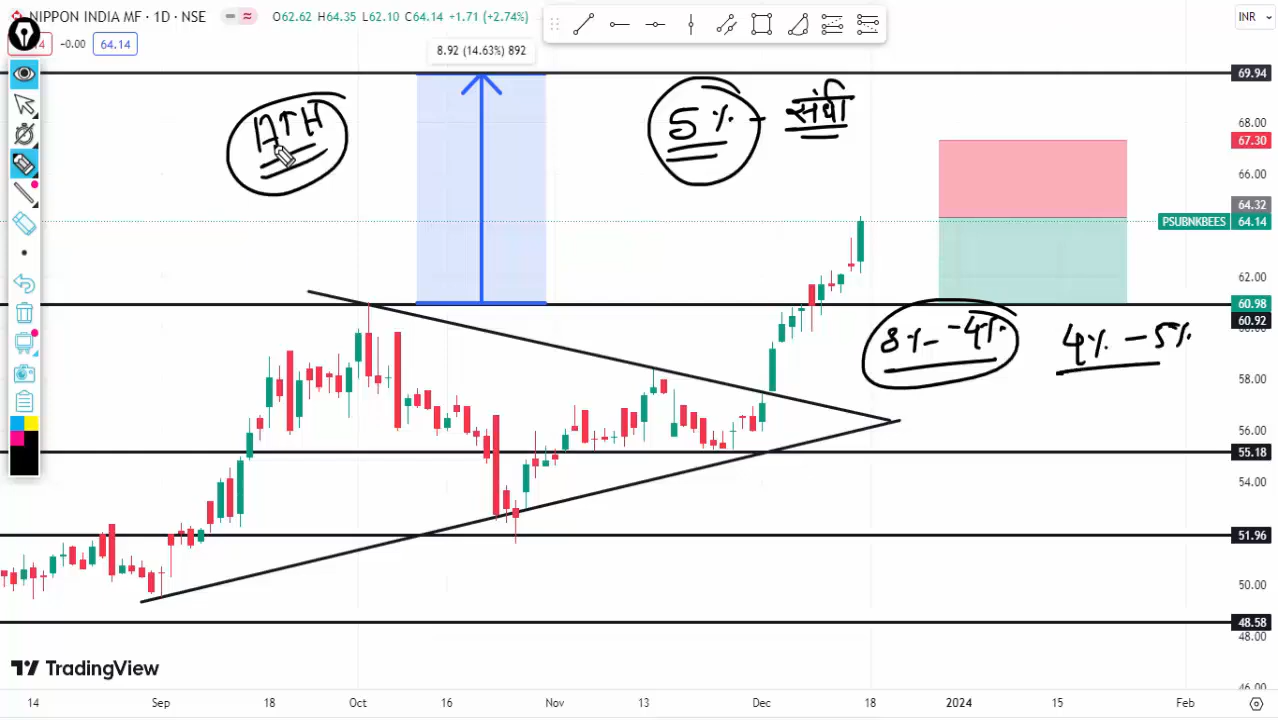 NIPPON INDIA MF · 1D · NSE O62.62 H64.35 L62.10 C64.14 +1.71 (+2.74%)
INR
-0.00 64.14
8.92 (14.63%) 892
69.94
ATH
5% - संधी
68.00
67.30
66.00
64.32
PSUBNKBEES 64.14
62.00
60.98
60.92
8% - 4%
4% - 5%
58.00
56.00
55.18
54.00
51.96
50.00
48.58
48.00
TradingView
46.00
14 Sep 18 Oct 16 Nov 13 Dec 18 2024 15 Feb